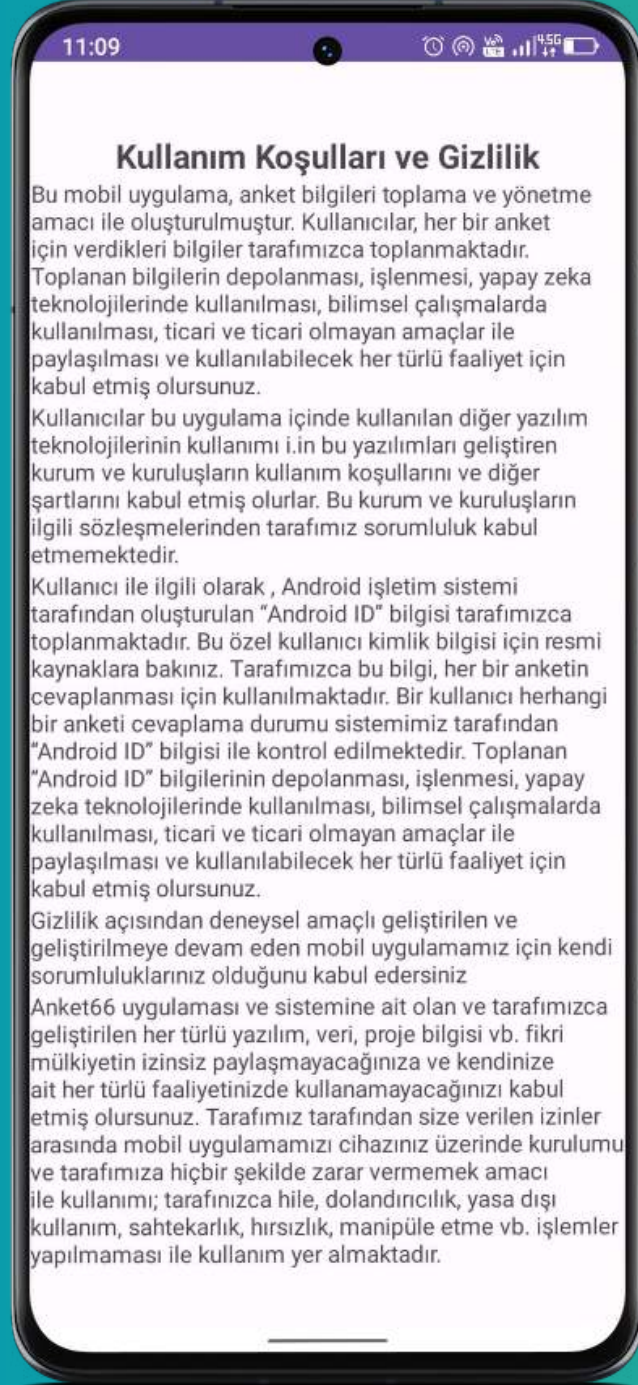 11:09
4.5G
Kullanım Koşulları ve Gizlilik
Bu mobil uygulama, anket bilgileri toplama ve yönetme
amacı ile oluşturulmuştur. Kullanıcılar, her bir anket
için verdikleri bilgiler tarafımızca toplanmaktadır.
Toplanan bilgilerin depolanması, işlenmesi, yapay zeka
teknolojilerinde kullanılması, bilimsel çalışmalarda
kullanılması, ticari ve ticari olmayan amaçlar ile
paylaşılması ve kullanılabilecek her türlü faaliyet için
kabul etmiş olursunuz.
Kullanıcılar bu uygulama içinde kullanılan diğer yazılım
teknolojilerinin kullanımı i.in bu yazılımları geliştiren
kurum ve kuruluşların kullanım koşullarını ve diğer
şartlarını kabul etmiş olurlar. Bu kurum ve kuruluşların
ilgili sözleşmelerinden tarafımız sorumluluk kabul
etmemektedir.
Kullanıcı ile ilgili olarak , Android işletim sistemi
tarafından oluşturulan “Android ID” bilgisi tarafımızca
toplanmaktadır. Bu özel kullanıcı kimlik bilgisi için resmi
kaynaklara bakınız. Tarafımızca bu bilgi, her bir anketin
cevaplanması için kullanılmaktadır. Bir kullanıcı herhangi
bir anketi cevaplama durumu sistemimiz tarafından
“Android ID” bilgisi ile kontrol edilmektedir. Toplanan
“Android ID” bilgilerinin depolanması, işlenmesi, yapay
zeka teknolojilerinde kullanılması, bilimsel çalışmalarda
kullanılması, ticari ve ticari olmayan amaçlar ile
paylaşılması ve kullanılabilecek her türlü faaliyet için
kabul etmiş olursunuz.
Gizlilik açısından deneysel amaçlı geliştirilen ve
geliştirilmeye devam eden mobil uygulamamız için kendi
sorumluluklarınız olduğunu kabul edersiniz
Anket66 uygulaması ve sistemine ait olan ve tarafımızca
geliştirilen her türlü yazılım, veri, proje bilgisi vb. fikri
mülkiyetin izinsiz paylaşmayacağınıza ve kendinize
ait her türlü faaliyetinizde kullanamayacağınızı kabul
etmiş olursunuz. Tarafımız tarafından size verilen izinler
arasında mobil uygulamamızı cihazınız üzerinde kurulumu
ve tarafımıza hiçbir şekilde zarar vermemek amacı
ile kullanımı; tarafınızca hile, dolandırıcılık, yasa dışı
kullanım, sahtekarlık, hırsızlık, manipüle etme vb. işlemler
yapılmaması ile kullanım yer almaktadır.